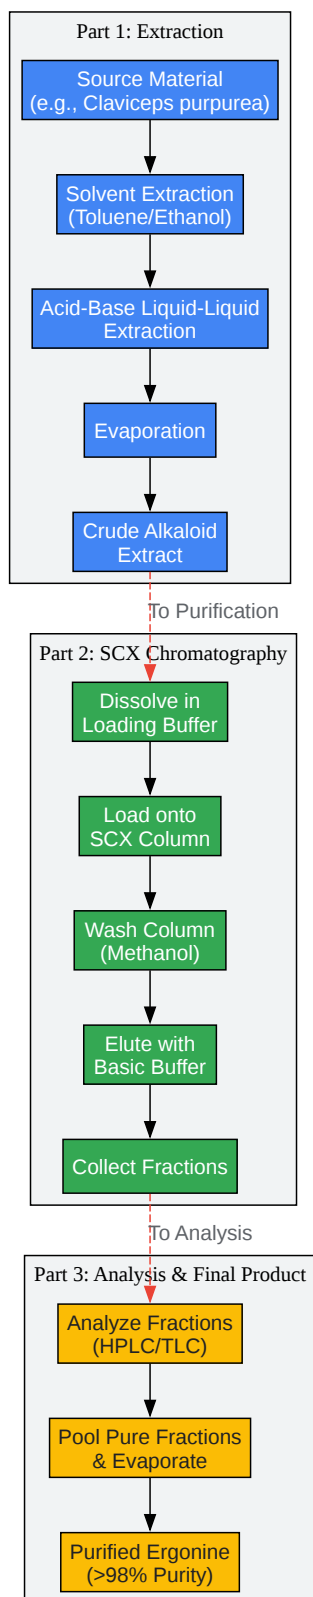 Part 1: Extraction
Source Material
(e.g., Claviceps purpurea)
Solvent Extraction
(Toluene/Ethanol)
Acid-Base Liquid-Liquid
Extraction
Evaporation
Crude Alkaloid
Extract
To Purification
Part 2: SCX Chromatography
Dissolve in
Loading Buffer
Load onto
SCX Column
Wash Column
(Methanol)
Elute with
Basic Buffer
Collect Fractions
To Analysis
Part 3: Analysis & Final Product
Analyze Fractions
(HPLC/TLC)
Pool Pure Fractions
& Evaporate
Purified Ergonine
(>98% Purity)